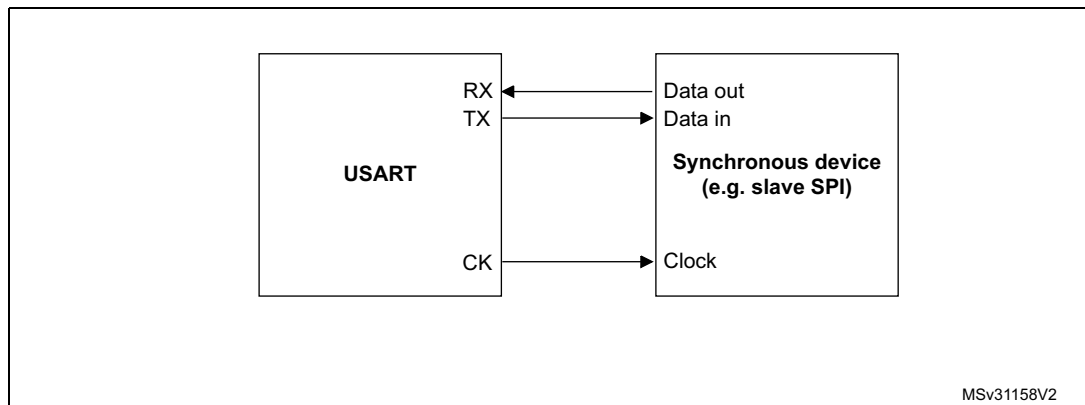 RX
TX
USART
CK
Data out
Data in
Synchronous device
(e.g. slave SPI)
Clock
MSv31158V2